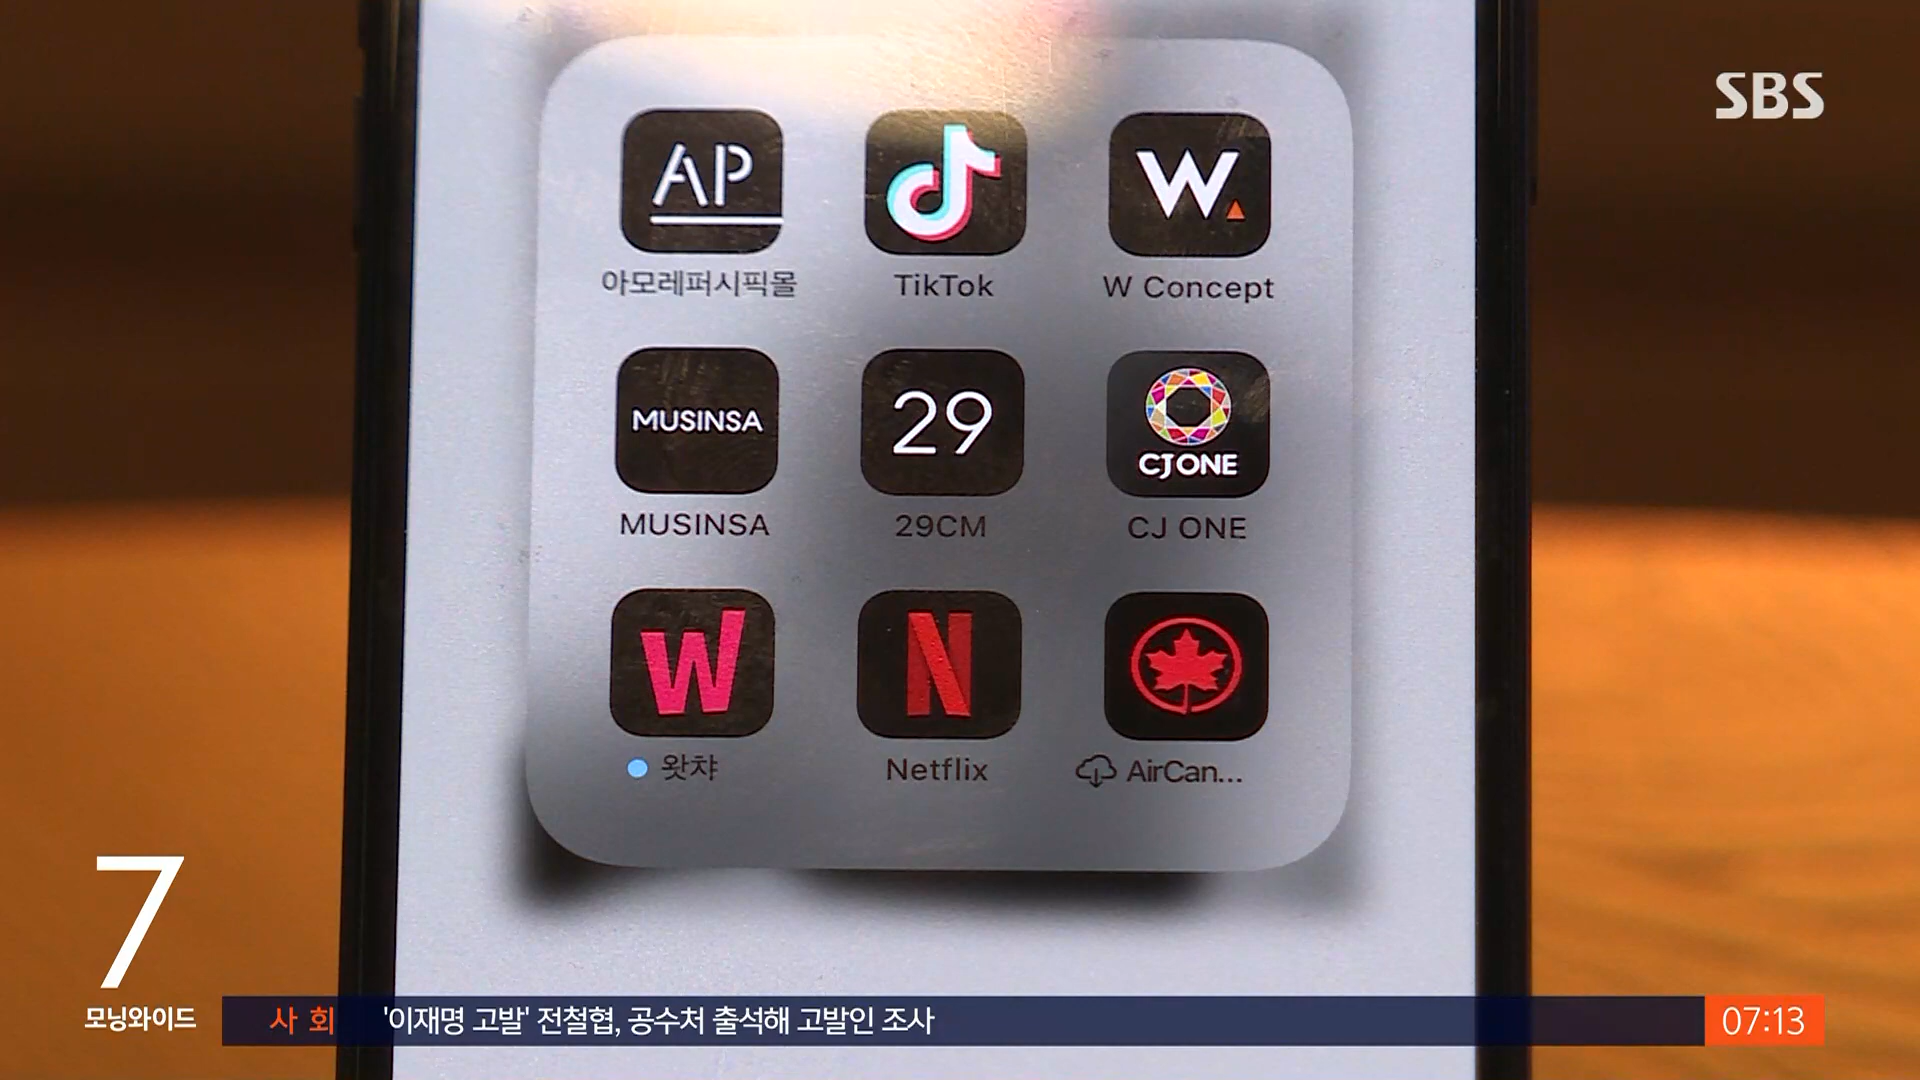 SBS
AP
아모레퍼시픽몰
TikTok
W
W Concept
MUSINSA
MUSINSA
29
29CM
CJ ONE
CJ ONE
W
왓챠
N
Netflix
AirCan...
7
모닝와이드
사회 '이재명 고발' 전철협, 공수처 출석해 고발인 조사 07:13